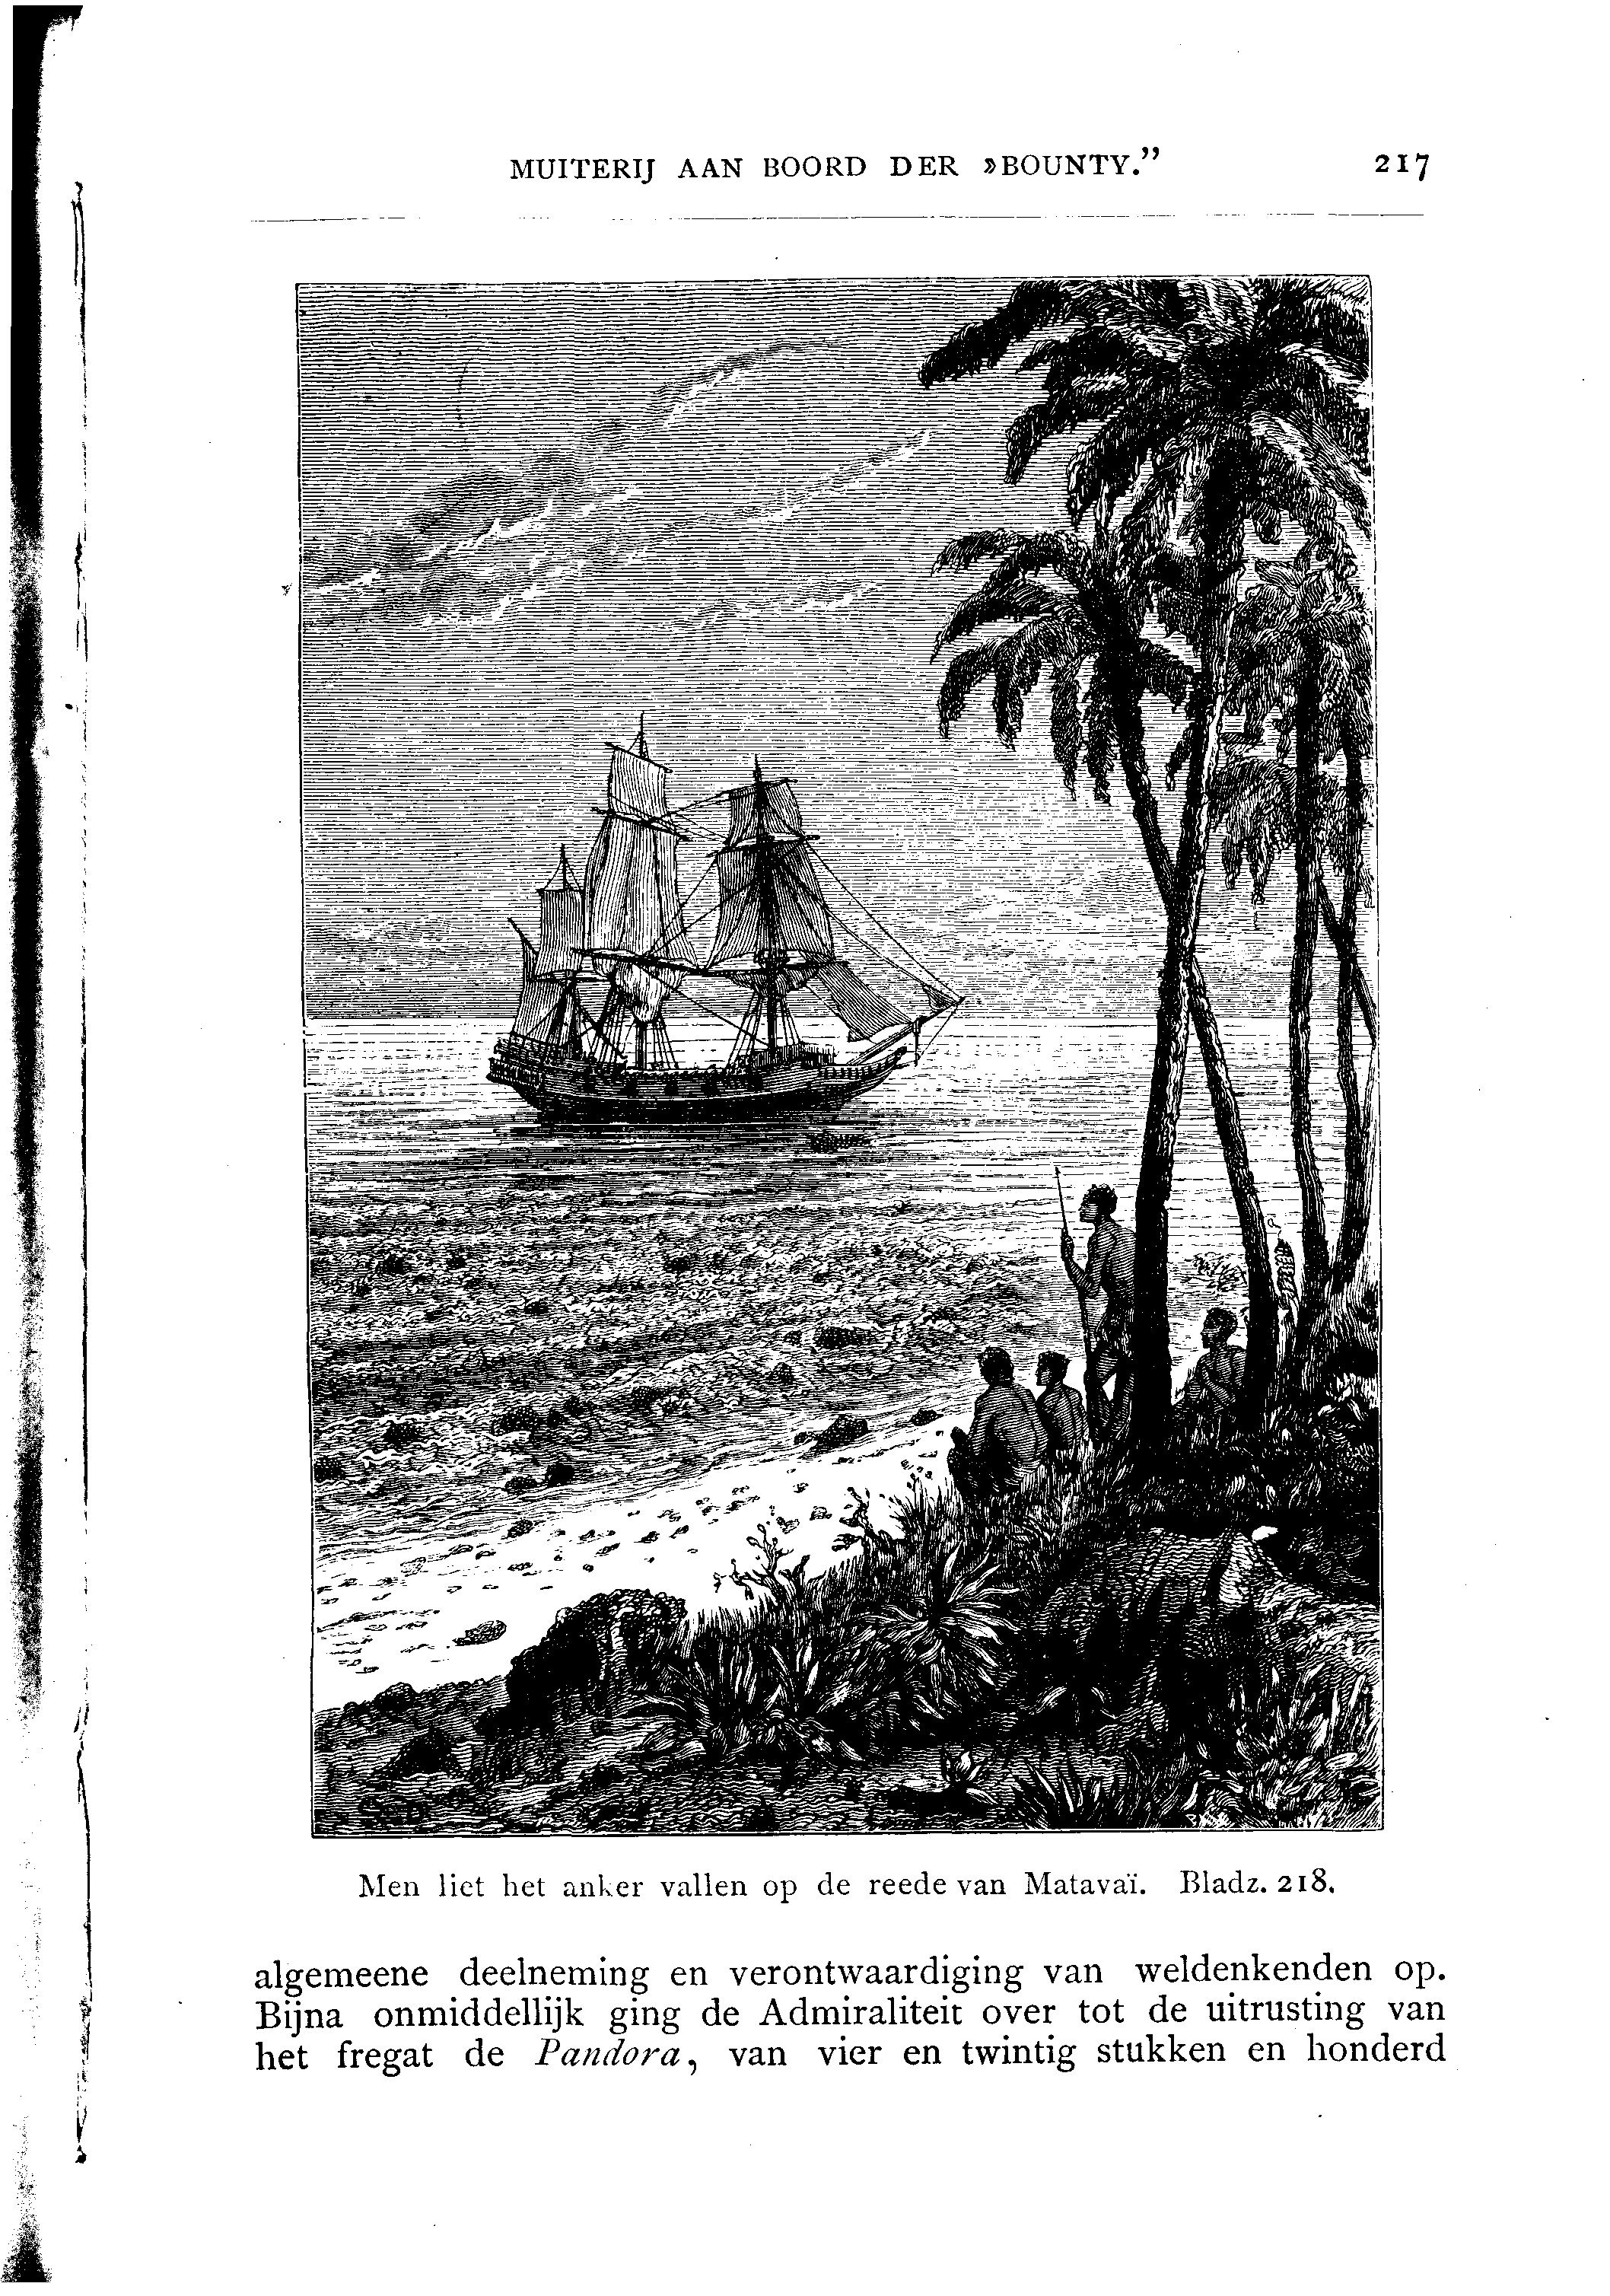 MUITERIJ AAN BOORD DER »BOUNTY.” 217
Men liet het anker vallen op de reede van Matavaï. Bladz. 218.
algemeene deelneming en verontwaardiging van weldenkenden op.
Bijna onmiddellijk ging de Admiraliteit over tot de uitrusting van
het fregat de Pandora, van vier en twintig stukken en honderd